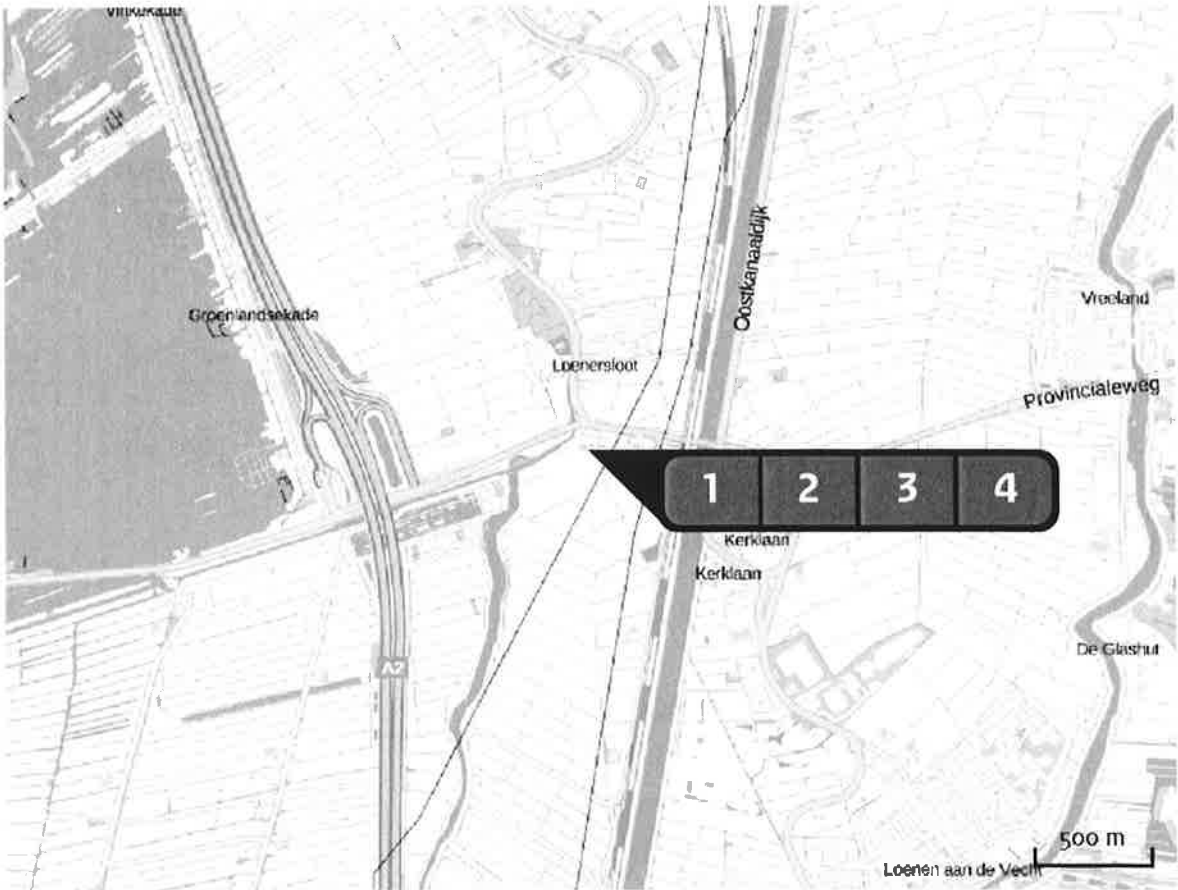 Vinkekade
Oostkanaaldijk
Vreeland
Groenlandsekade
Loenersloot
Provincialeweg
1 2 3 4
Kerklaan
Kerklaan
De Glashut
A2
500 m
Loenen aan de Vecht